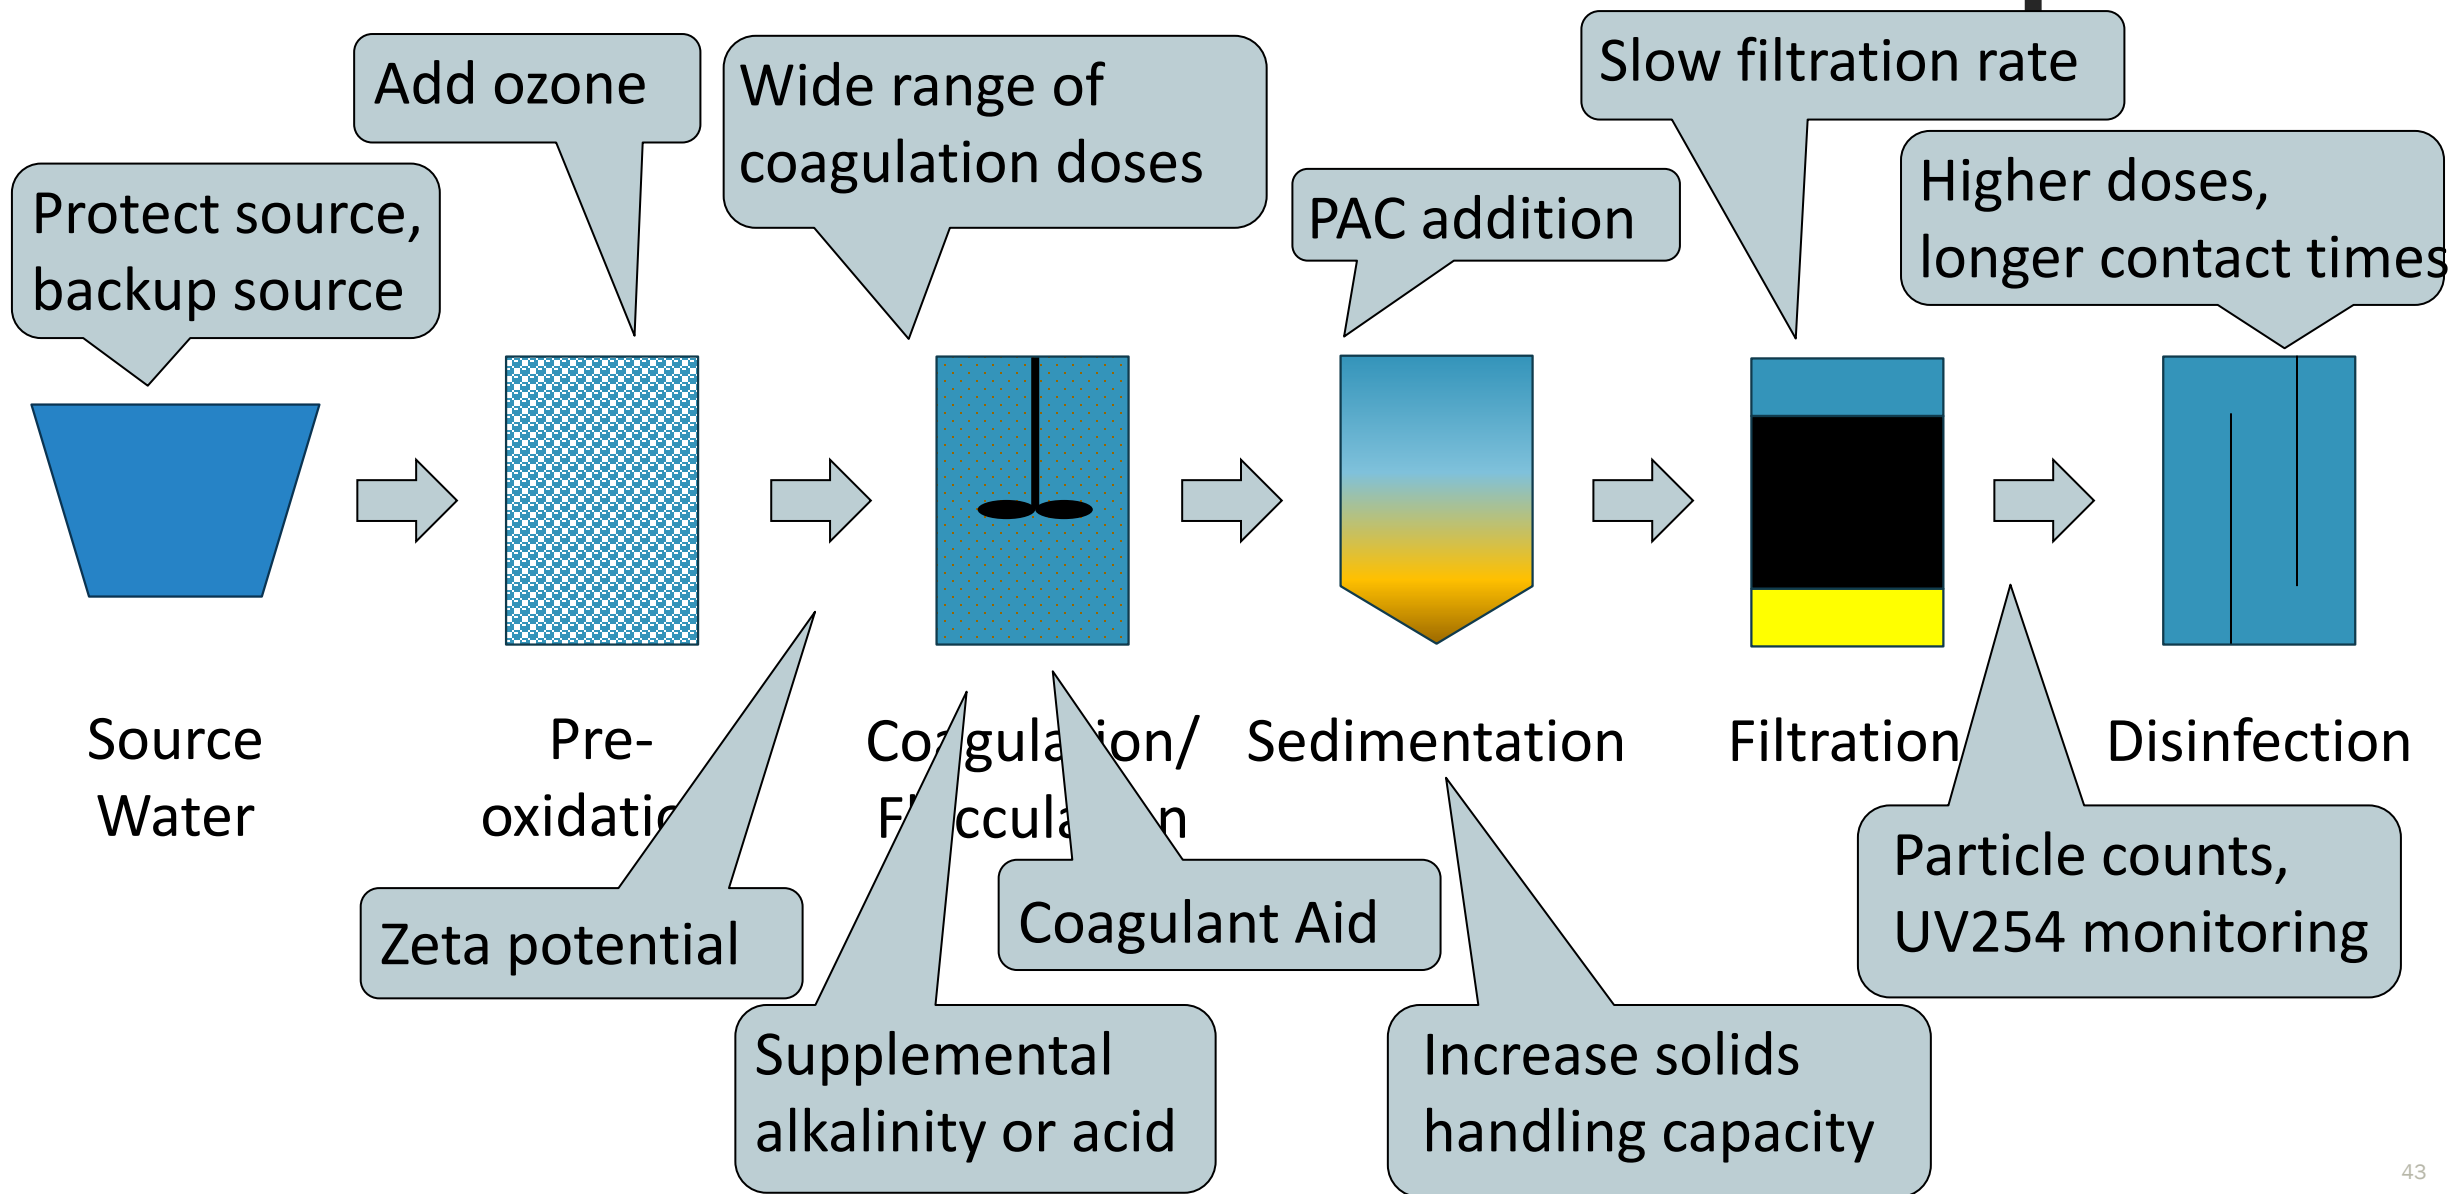 Add ozone
Wide range of
coagulation doses
Slow filtration rate
Protect source,
backup source
PAC addition
Higher doses,
longer contact times
Source
Water
Pre-
Sedimentation
Filtration
Disinfection
Zeta potential
Coagulant Aid
Particle counts,
UV254 monitoring
Supplemental
alkalinity or acid
Increase solids
handling capacity
43